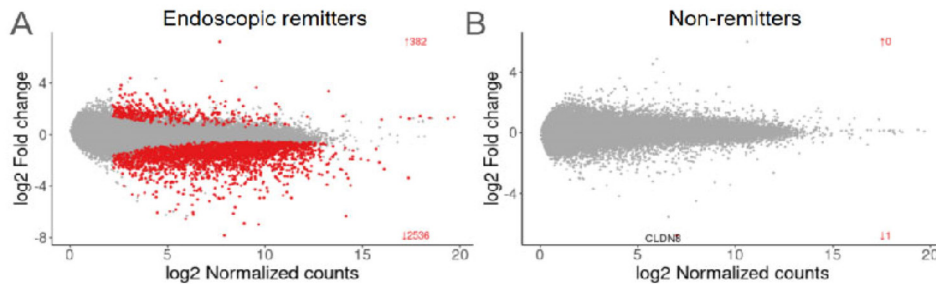 A
Endoscopic remitters
↑382
4
0
-4
-8
log2 Fold change
↓2536
0
5
10
15
20
log2 Normalized counts
B
Non-remitters
↑0
4
0
-4
log2 Fold change
CLDN8
↓1
0
5
10
15
20
log2 Normalized counts